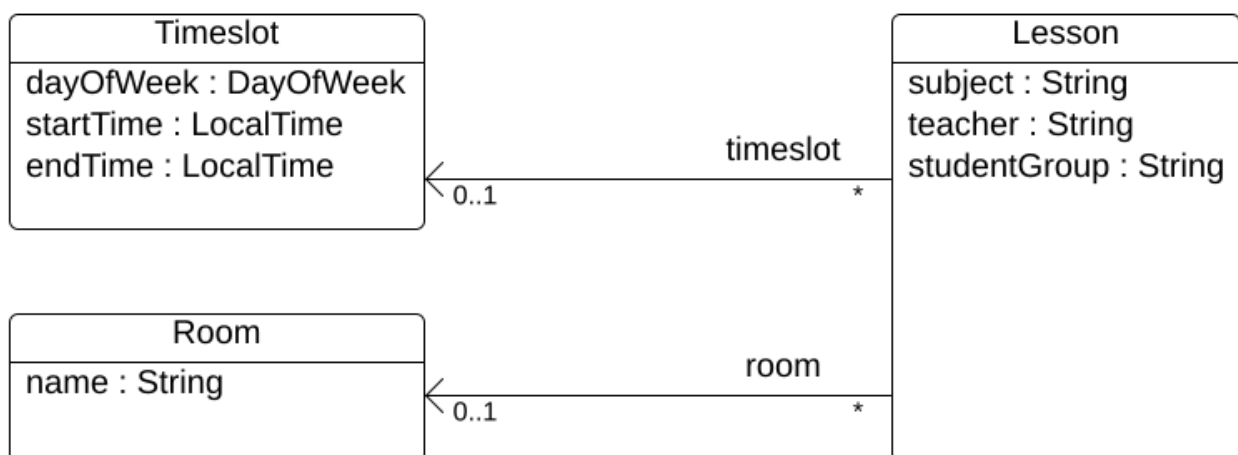 Timeslot
dayOfWeek : DayOfWeek
startTime : LocalTime
endTime : LocalTime
timeslot
0..1
*
Lesson
subject : String
teacher : String
studentGroup : String
Room
name : String
room
0..1
*